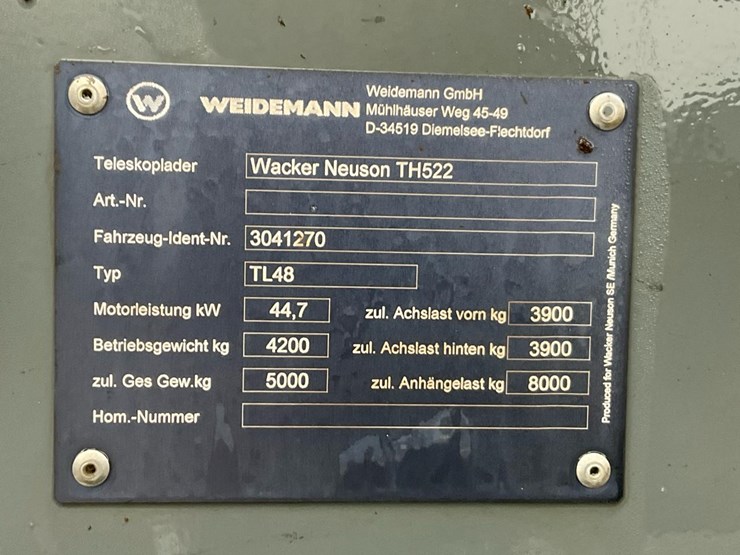 W WEIDEMANN
Weidemann GmbH
Mühlhäuser Weg 45-49
D-34519 Diemelsee-Flechtdorf
Teleskoplader Wacker Neuson TH522
Art.-Nr.
Fahrzeug-Ident-Nr. 3041270
Typ TL48
Motorleistung kW 44,7 zul. Achslast vorn kg 3900
Betriebsgewicht kg 4200 zul. Achslast hinten kg 3900
zul. Ges Gew.kg 5000 zul. Anhängelast kg 8000
Hom.-Nummer
Produced for Wacker Neuson SE /Munich Germany